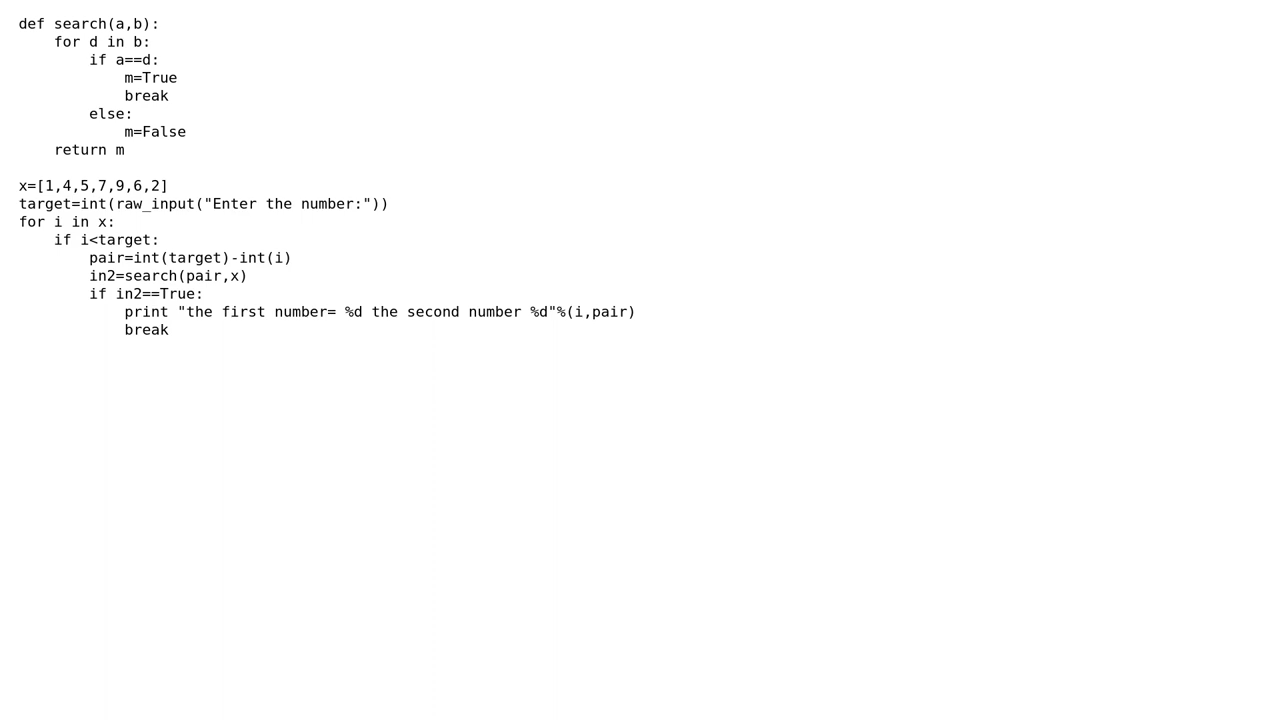 def search(a,b):
    for d in b:
        if a==d:
            m=True
            break
        else:
            m=False
    return m

x=[1,4,5,7,9,6,2]
target=int(raw_input("Enter the number:"))
for i in x:
    if i<target:
        pair=int(target)-int(i)
        in2=search(pair,x)
        if in2==True:
            print "the first number= %d the second number %d"%(i,pair)
            break